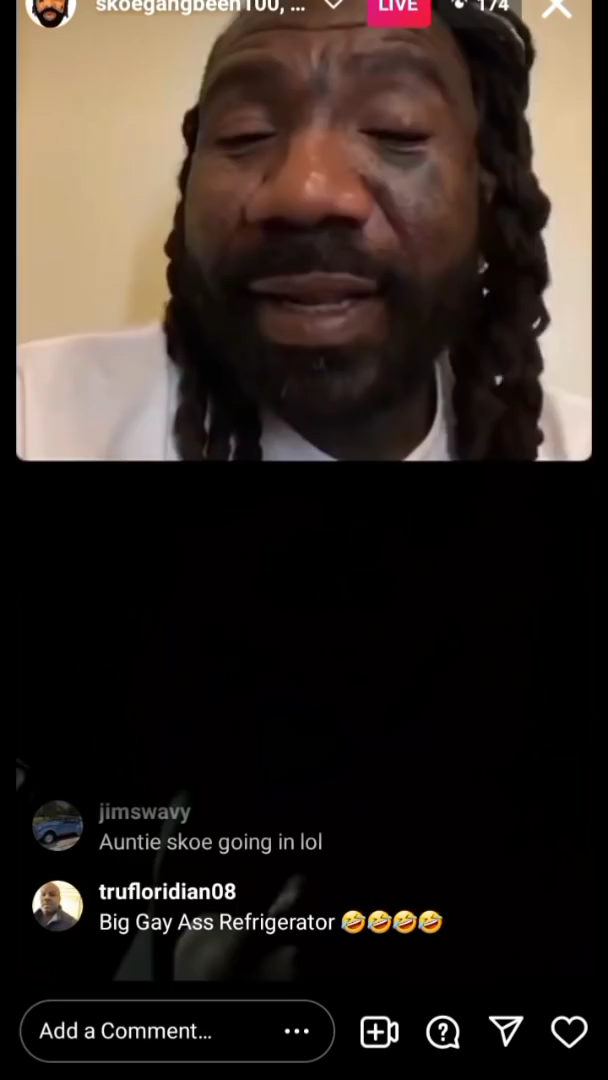 skoegangbeen100, ...
LIVE
174
jimswavy
Auntie skoe going in lol
trufloridian08
Big Gay Ass Refrigerator 🤣🤣🤣🤣
Add a Comment...